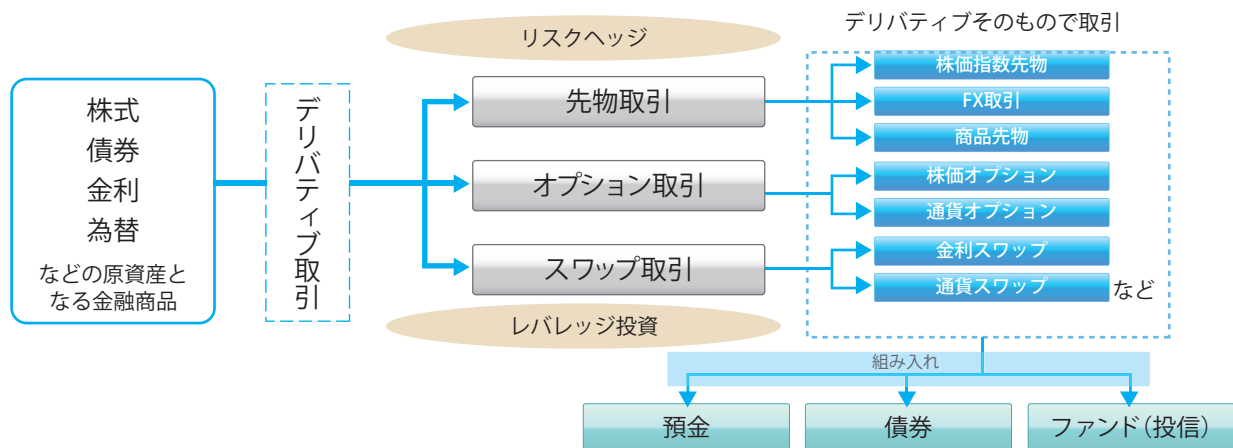 株式
債券
金利
為替
などの原資産と
なる金融商品
デリバティブ取引
リスクヘッジ
先物取引
オプション取引
スワップ取引
レバレッジ投資
デリバティブそのもので取引
株価指数先物
FX取引
商品先物
株価オプション
通貨オプション
金利スワップ
通貨スワップ
など
組み入れ
預金
債券
ファンド（投信）